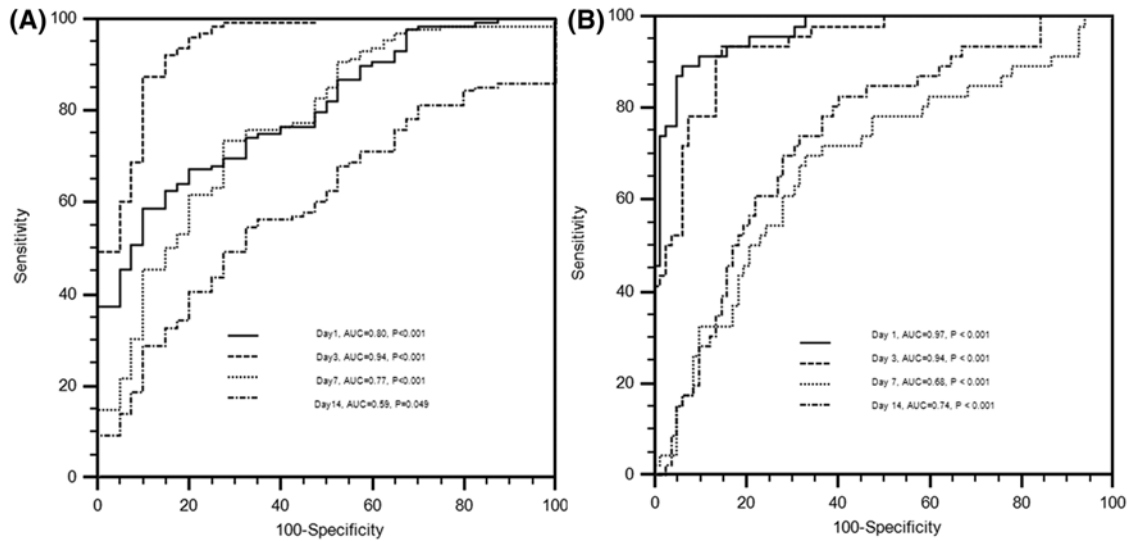 (A)
100
80
60
40
20
0
Sensitivity
Day1, AUC=0.80, P<0.001
Day3, AUC=0.94, P<0.001
Day7, AUC=0.77, P<0.001
Day14, AUC=0.59, P=0.049
0 20 40 60 80 100
100-Specificity
(B)
100
80
60
40
20
0
Sensitivity
Day 1, AUC=0.97, P < 0.001
Day 3, AUC=0.94, P < 0.001
Day 7, AUC=0.68, P < 0.001
Day 14, AUC=0.74, P < 0.001
0 20 40 60 80 100
100-Specificity